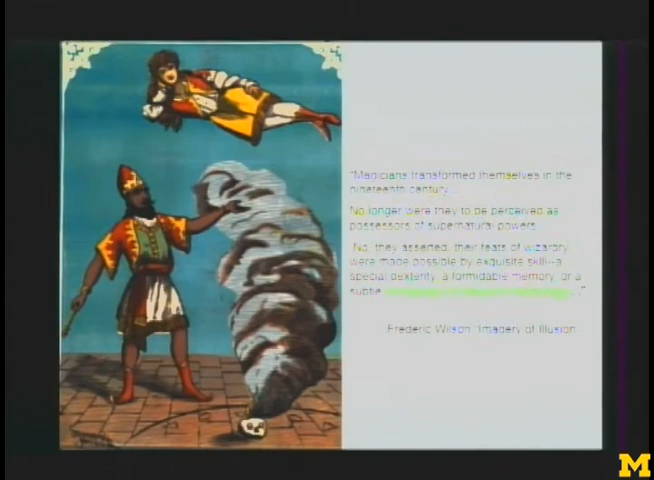 "Magicians transformed themselves in the
nineteenth century...
No longer were they to be perceived as
possessors of supernatural powers
No, they asserted, their feats of wizardry
were made possible by exquisite skill--a
special dexterity, a formidable memory, or a
subtle
Frederic Wilson "Imagery of Illusion
M